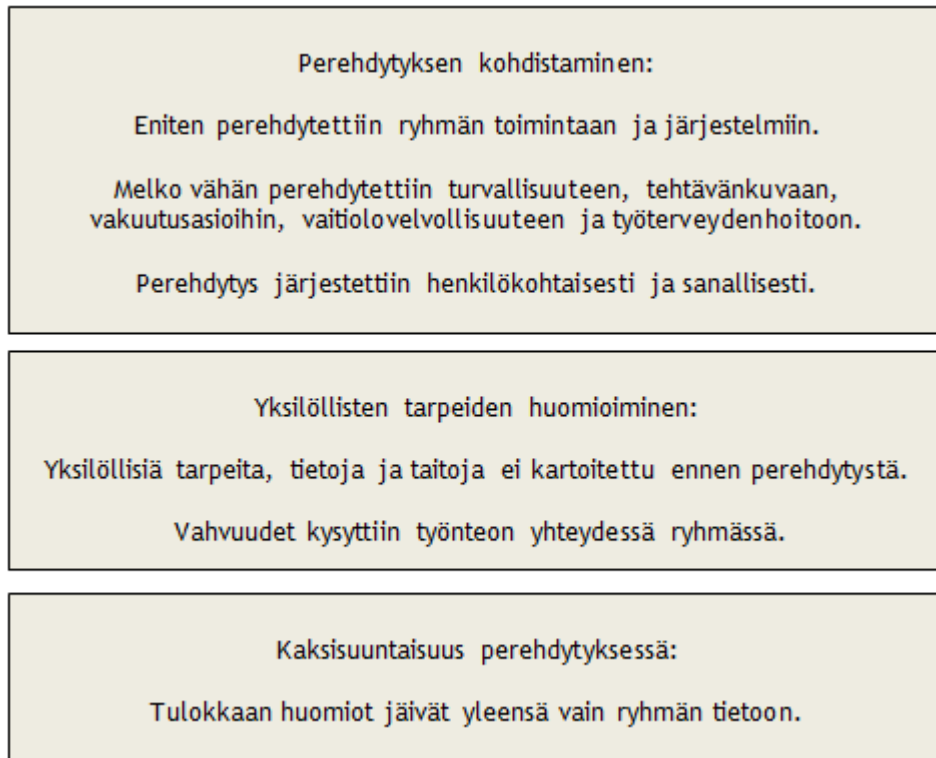 Perehdytyksen kohdistaminen:
Eniten perehdytettiin ryhmän toimintaan ja järjestelmiin.
Melko vähän perehdytettiin turvallisuuteen, tehtävänkuvaan,
vakuutusasioihin, vaitiolovelvollisuuteen ja työterveydenhoitoon.
Perehdytys järjestettiin henkilökohtaisesti ja sanallisesti.
Yksilöllisten tarpeiden huomioiminen:
Yksilöllisiä tarpeita, tietoja ja taitoja ei kartoitettu ennen perehdytystä.
Vahvuudet kysyttiin työnteon yhteydessä ryhmässä.
Kaksisuuntaisuus perehdytyksessä:
Tulokkaan huomiot jäivät yleensä vain ryhmän tietoon.